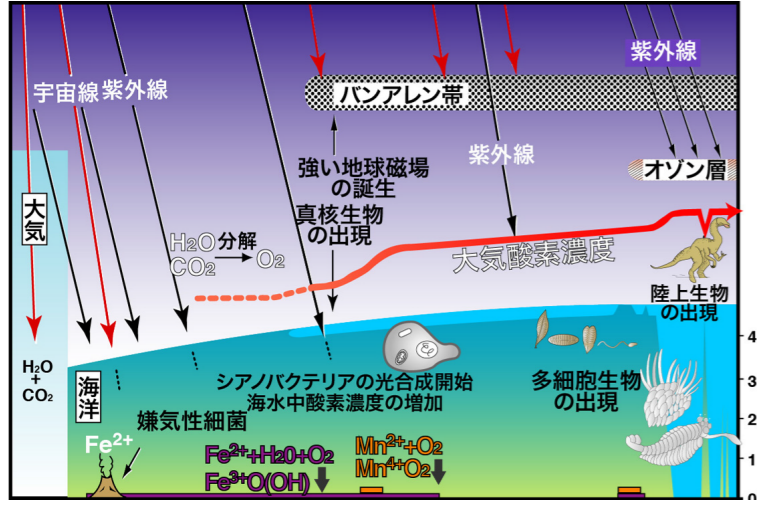 紫外線
宇宙線
紫外線
バンアレン帯
紫外線
強い地球磁場
の誕生
オゾン層
大気
真核生物
の出現
H₂O
CO₂
分解
O₂
大気酸素濃度
陸上生物
の出現
H₂O
+
CO₂
海洋
シアノバクテリアの光合成開始
海水中酸素濃度の増加
多細胞生物
の出現
嫌気性細菌
Fe²⁺
Fe²⁺+H₂0+O₂
Fe³⁺O(OH)
Mn²⁺+O₂
Mn⁴⁺O₂
4
3
2
1
0